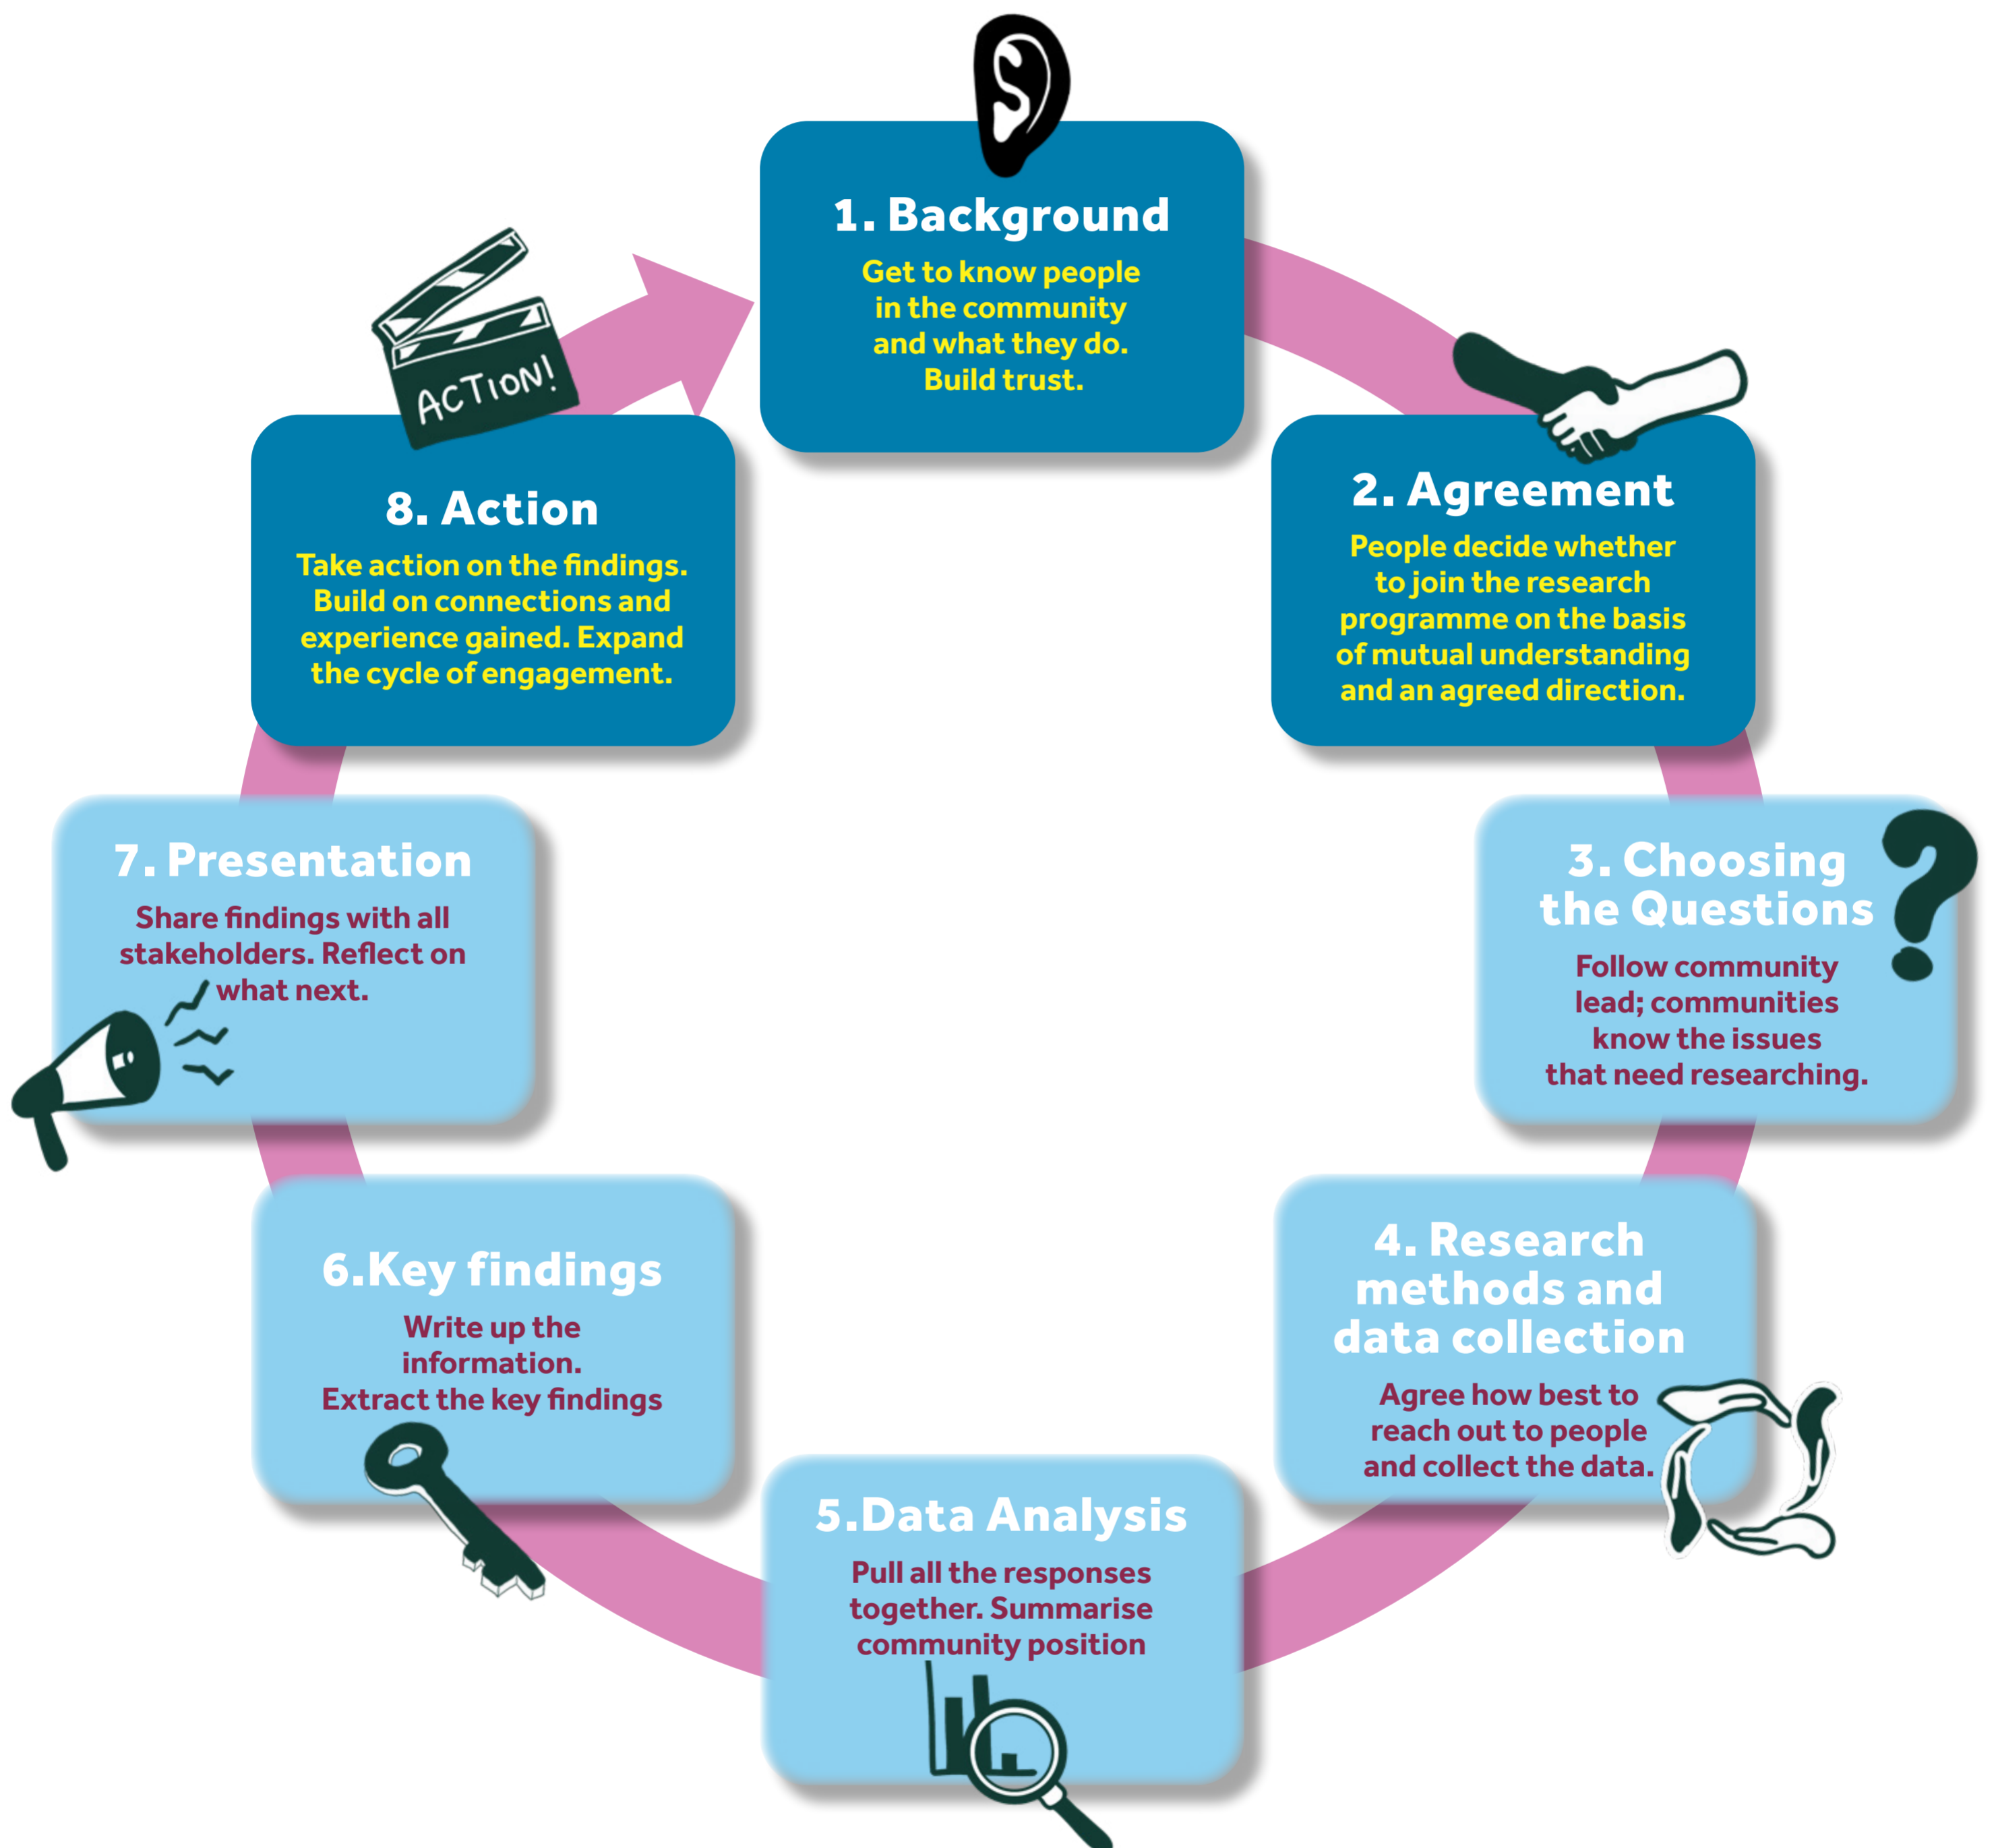 1. Background
Get to know people
in the community
and what they do.
Build trust.
2. Agreement
People decide whether
to join the research
programme on the basis
of mutual understanding
and an agreed direction.
3. Choosing
the Questions
Follow community
lead; communities
know the issues
that need researching.
4. Research
methods and
data collection
Agree how best to
reach out to people
and collect the data.
5.Data Analysis
Pull all the responses
together. Summarise
community position
6.Key findings
Write up the
information.
Extract the key findings
7. Presentation
Share findings with all
stakeholders. Reflect on
what next.
ACTION!
8. Action
Take action on the findings.
Build on connections and
experience gained. Expand
the cycle of engagement.